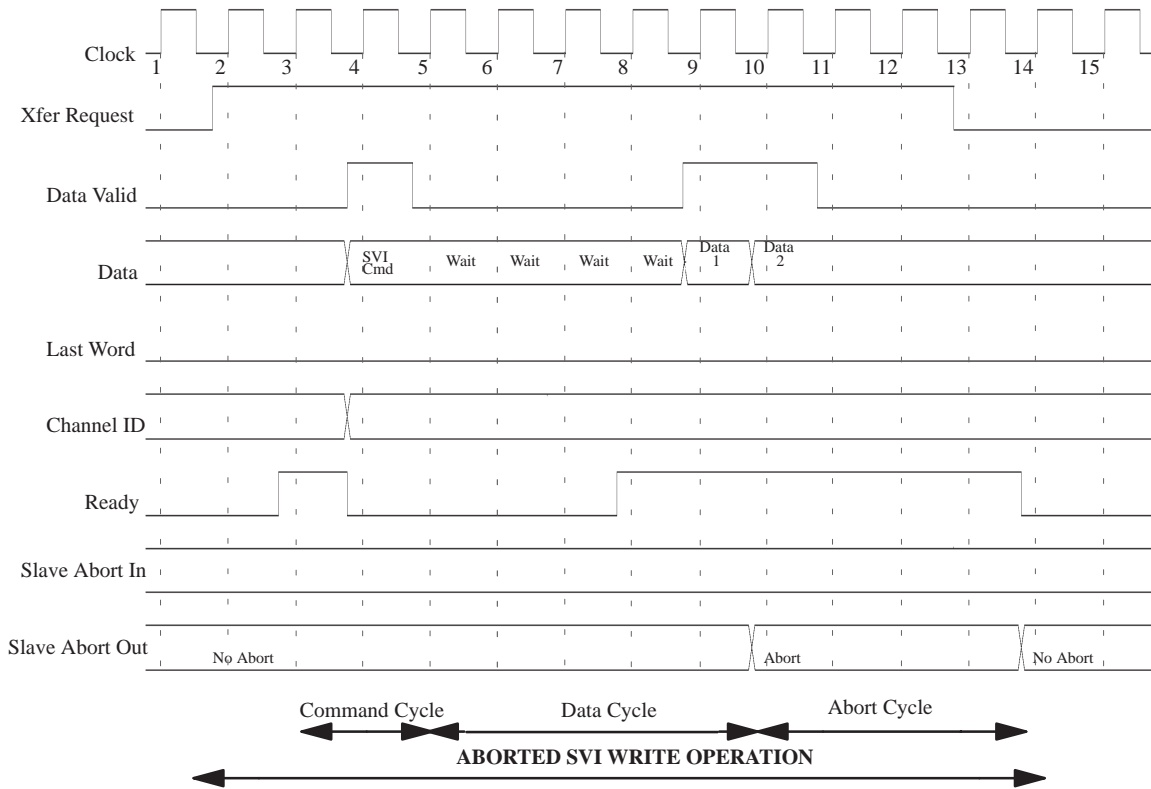 Clock
1 2 3 4 5 6 7 8 9 10 11 12 13 14 15
Xfer Request
Data Valid
Data
SVI
Cmd
Wait Wait Wait Wait
Data
1
Data
2
Last Word
Channel ID
Ready
Slave Abort In
Slave Abort Out
No Abort
Abort
No Abort
Command Cycle
Data Cycle
Abort Cycle
ABORTED SVI WRITE OPERATION